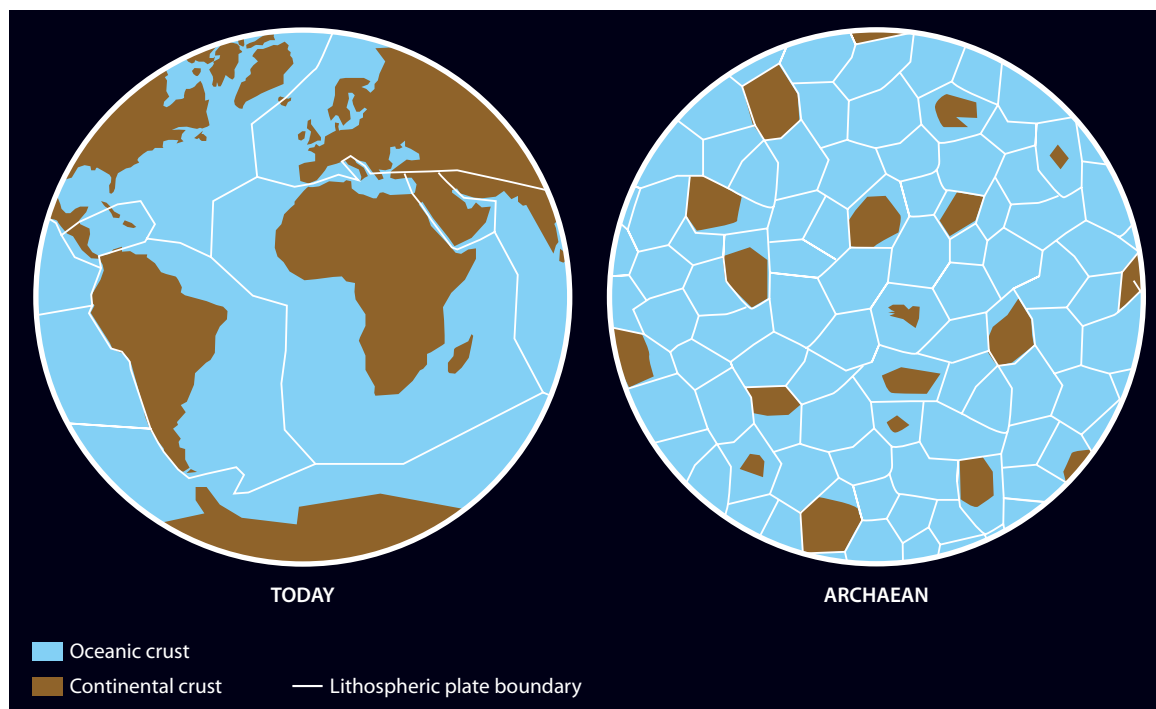 TODAY
ARCHAEAN
Oceanic crust
Continental crust
Lithospheric plate boundary